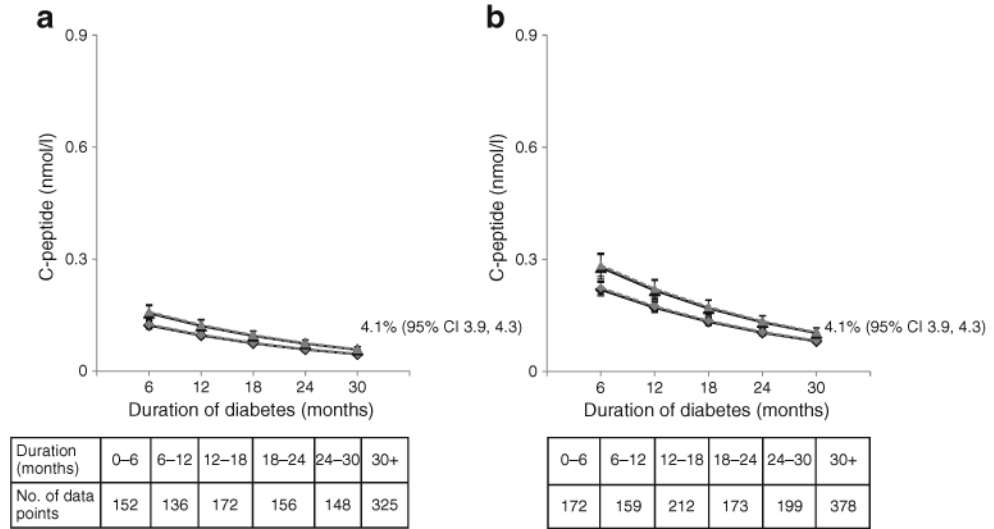 a
0.9
0.6
0.3
0
C-peptide (nmol/l)
4.1% (95% CI 3.9, 4.3)
6 12 18 24 30
Duration of diabetes (months)
Duration (months) 0–6 6–12 12–18 18–24 24–30 30+
No. of data points 152 136 172 156 148 325
b
0.9
0.6
0.3
0
C-peptide (nmol/l)
4.1% (95% CI 3.9, 4.3)
6 12 18 24 30
Duration of diabetes (months)
0–6 6–12 12–18 18–24 24–30 30+
172 159 212 173 199 378